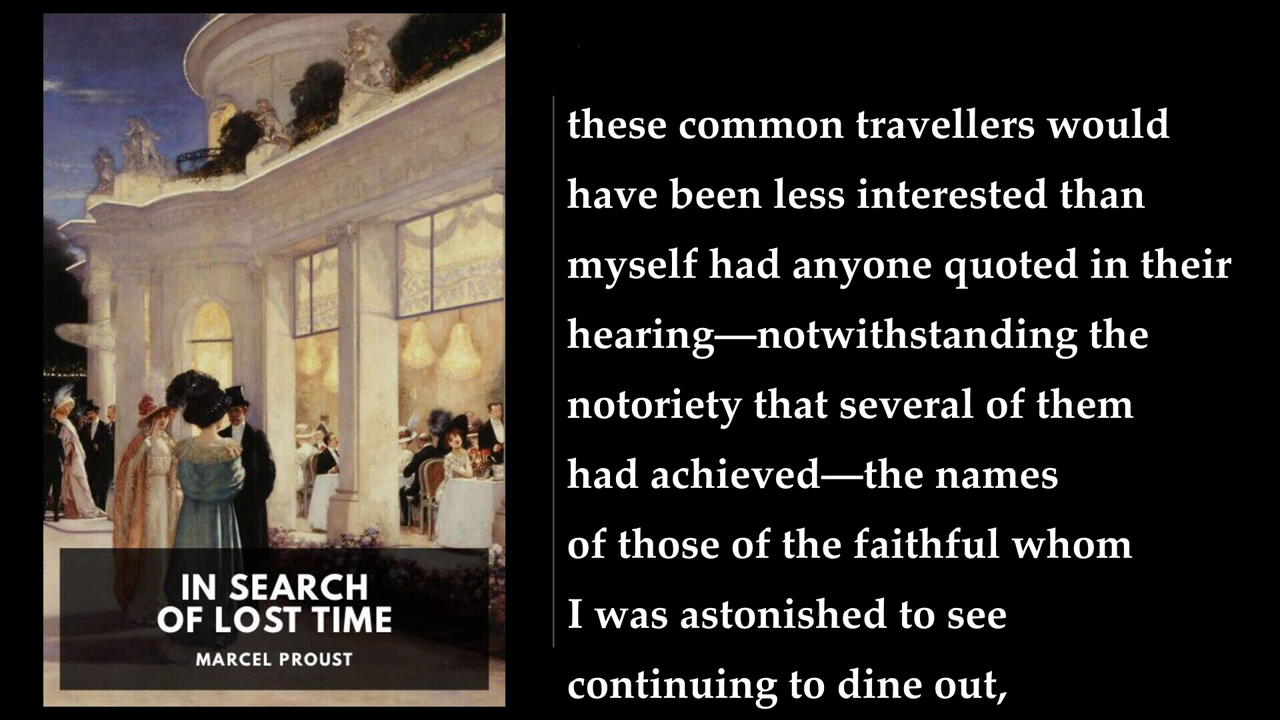 IN SEARCH
OF LOST TIME
MARCEL PROUST
these common travellers would
have been less interested than
myself had anyone quoted in their
hearing—notwithstanding the
notoriety that several of them
had achieved—the names
of those of the faithful whom
I was astonished to see
continuing to dine out,